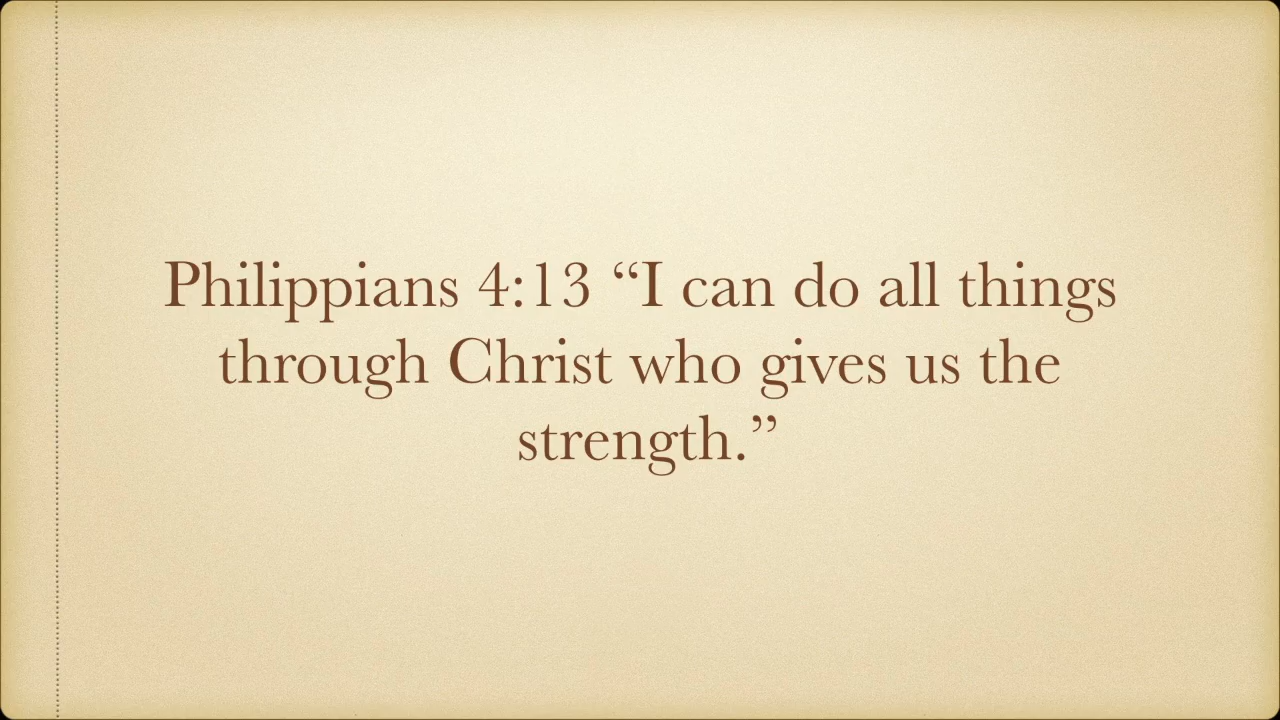 Philippians 4:13 “I can do all things
through Christ who gives us the
strength.”